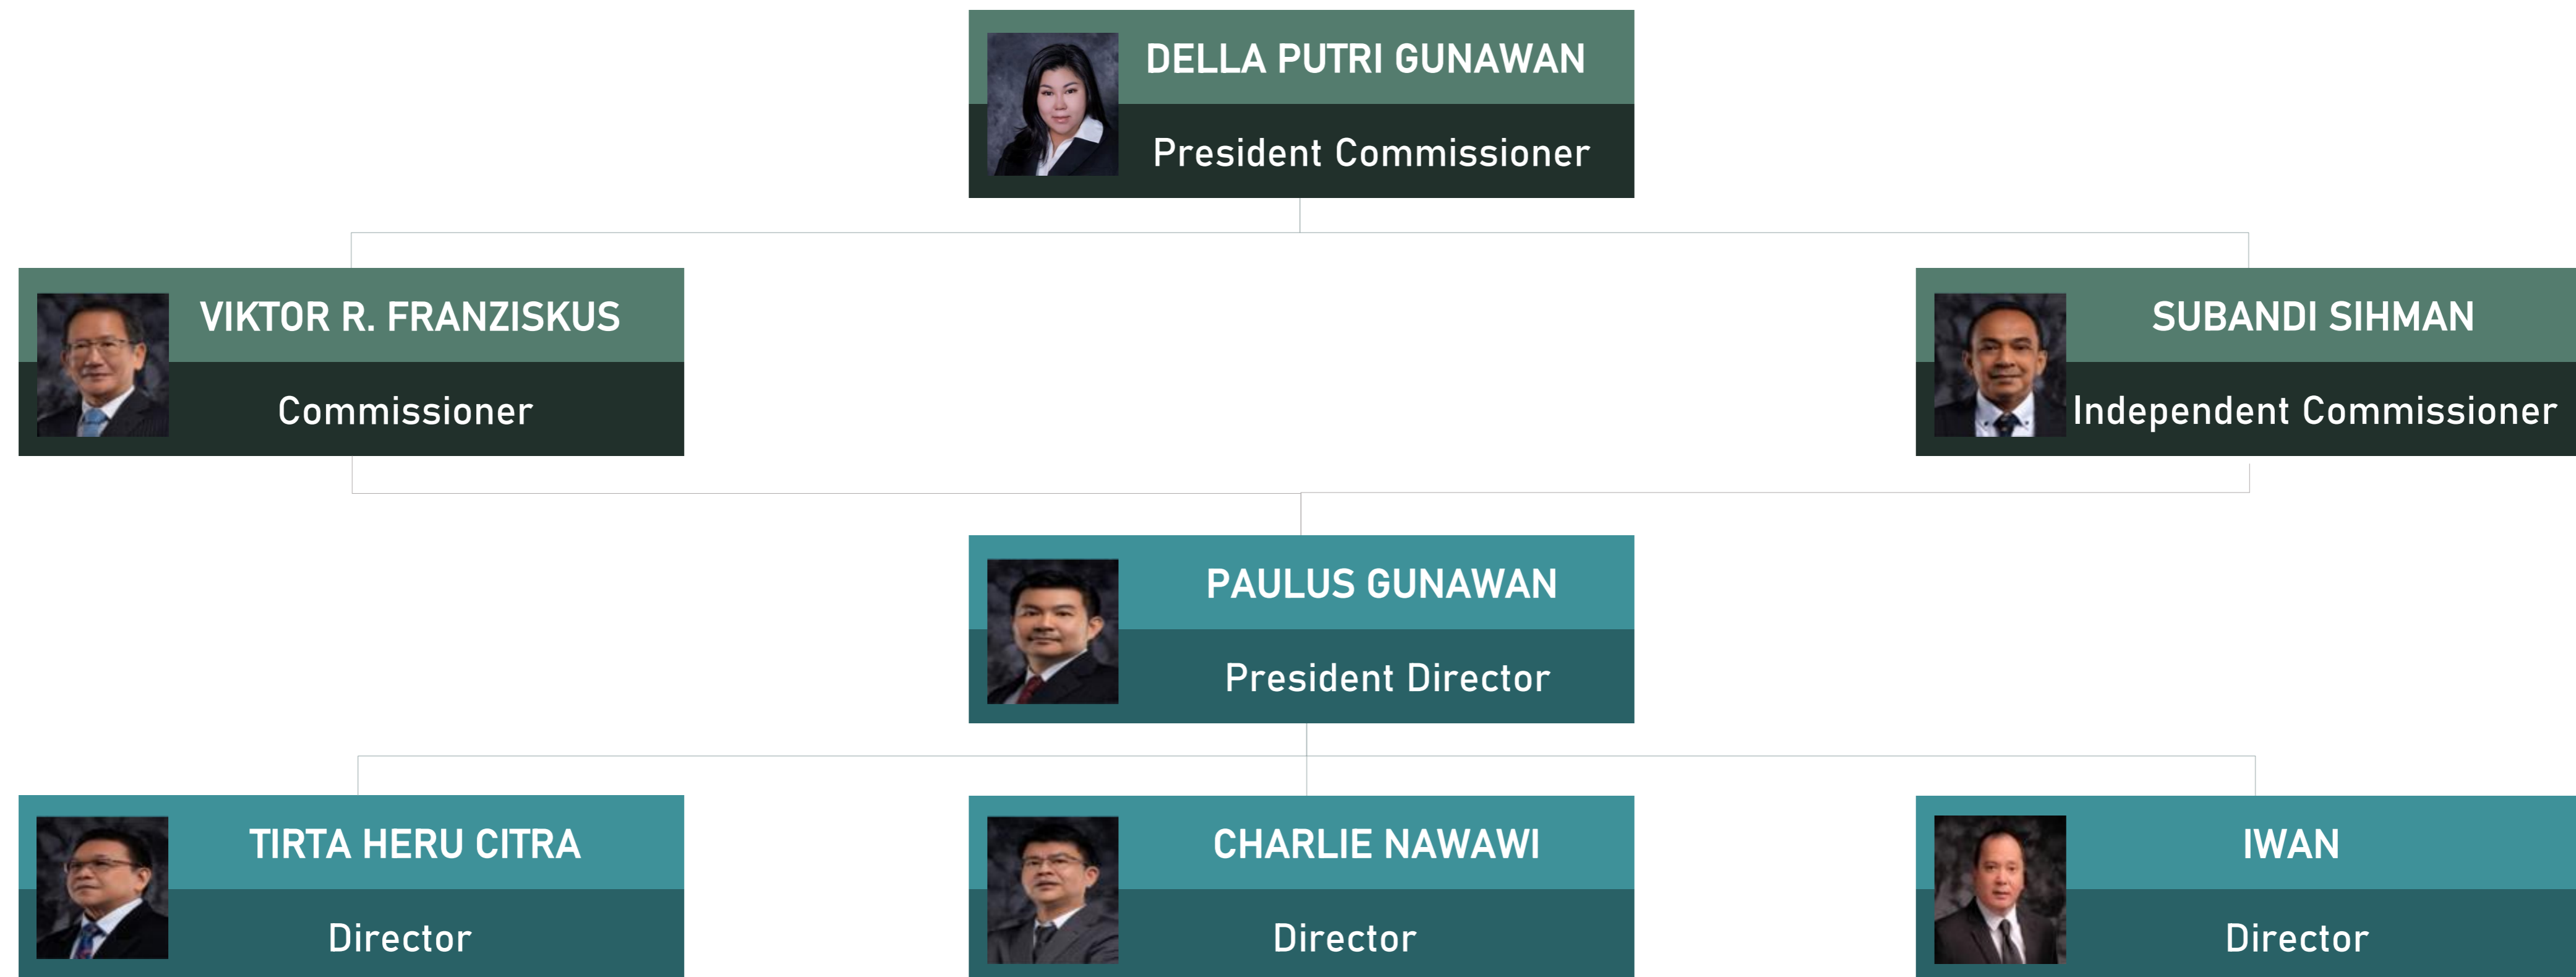 DELLA PUTRI GUNAWAN
President Commissioner
VIKTOR R. FRANZISKUS
Commissioner
SUBANDI SIHMAN
Independent Commissioner
PAULUS GUNAWAN
President Director
TIRTA HERU CITRA
Director
CHARLIE NAWAWI
Director
IWAN
Director